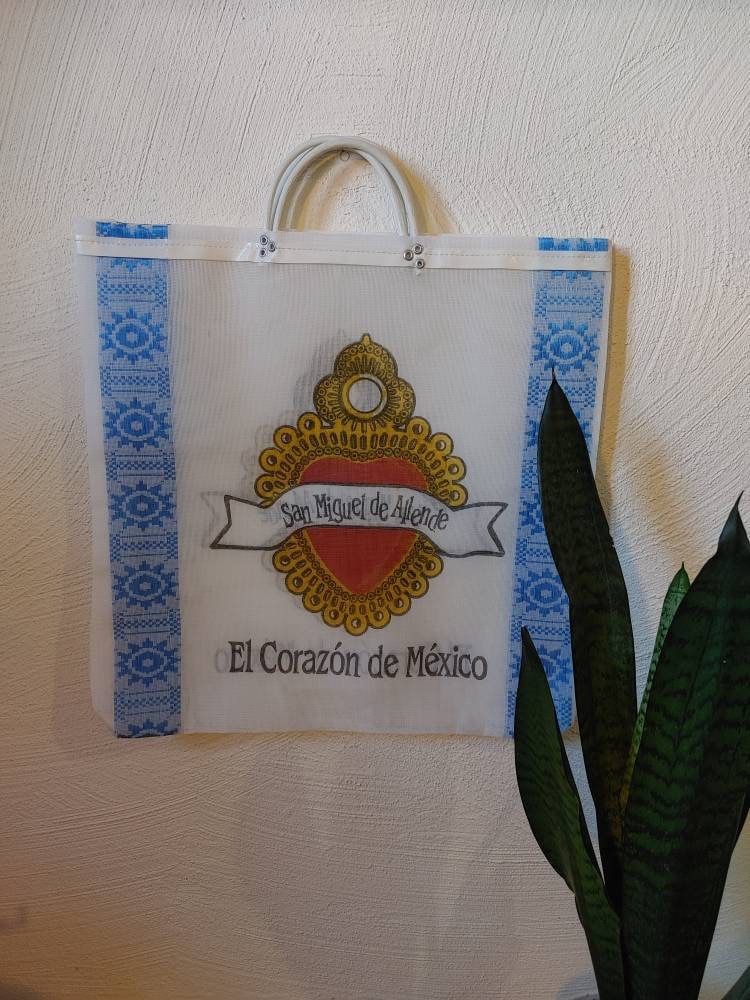 San Miguel de Allende
El Corazón de México